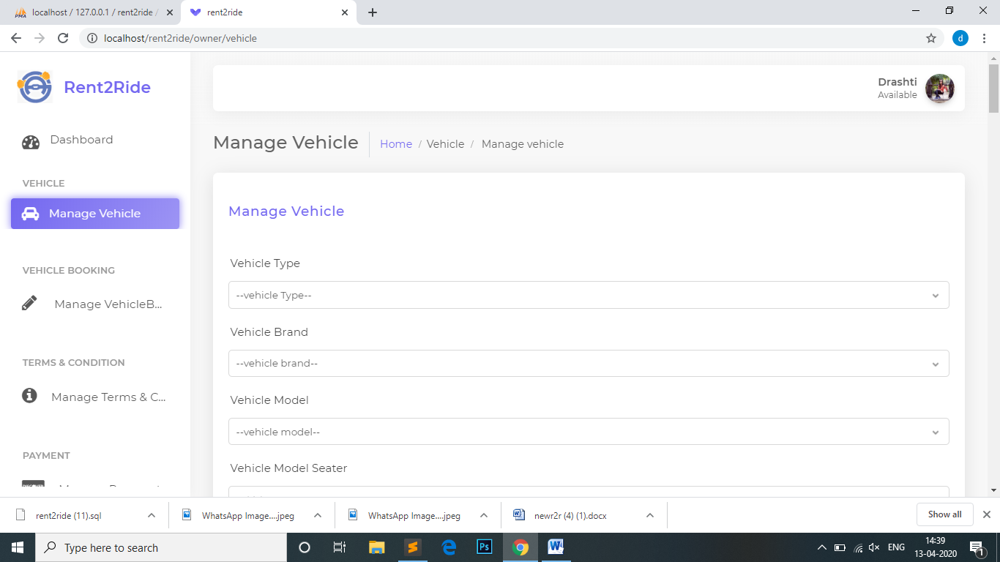 localhost / 127.0.0.1 / rent2ride /
rent2ride
localhost/rent2ride/owner/vehicle
d
Rent2Ride
Drashti
Available
Dashboard
Manage Vehicle
Home / Vehicle / Manage vehicle
VEHICLE
Manage Vehicle
Manage Vehicle
Vehicle Type
--vehicle Type--
VEHICLE BOOKING
Manage VehicleB...
Vehicle Brand
--vehicle brand--
TERMS & CONDITION
Manage Terms & C...
Vehicle Model
--vehicle model--
PAYMENT
Vehicle Model Seater
rent2ride (11).sql
WhatsApp Image....jpeg
WhatsApp Image....jpeg
newr2r (4) (1).docx
Show all
Type here to search
ENG
14:39
13-04-2020
1